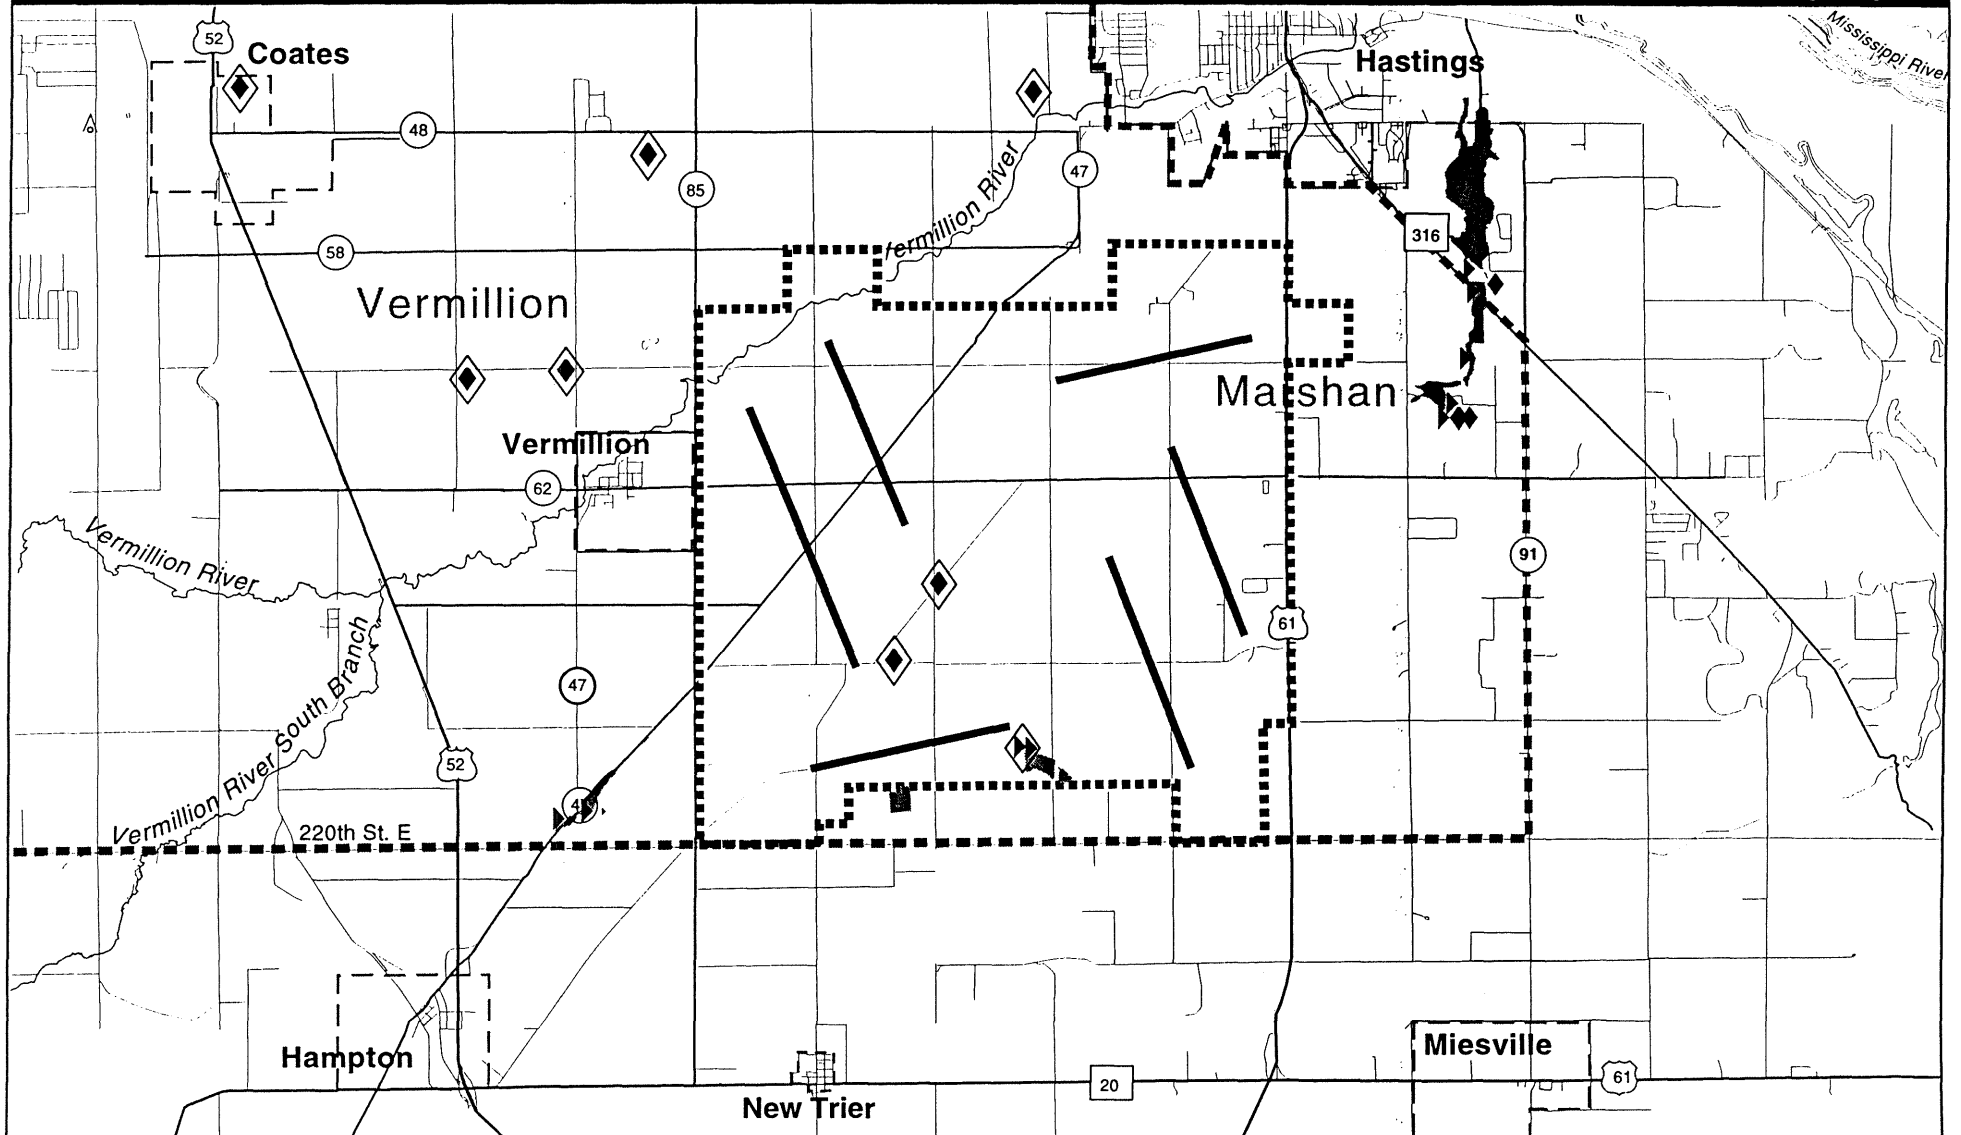 Mississippi River
52
Coates
Hastings
48
47
85
Vermillion River
316
58
Vermillion
Marshan
Vermillion
62
Vermillion River
91
61
47
Vermillion River South Branch
52
220th St. E
Hampton
Miesville
20
61
New Trier